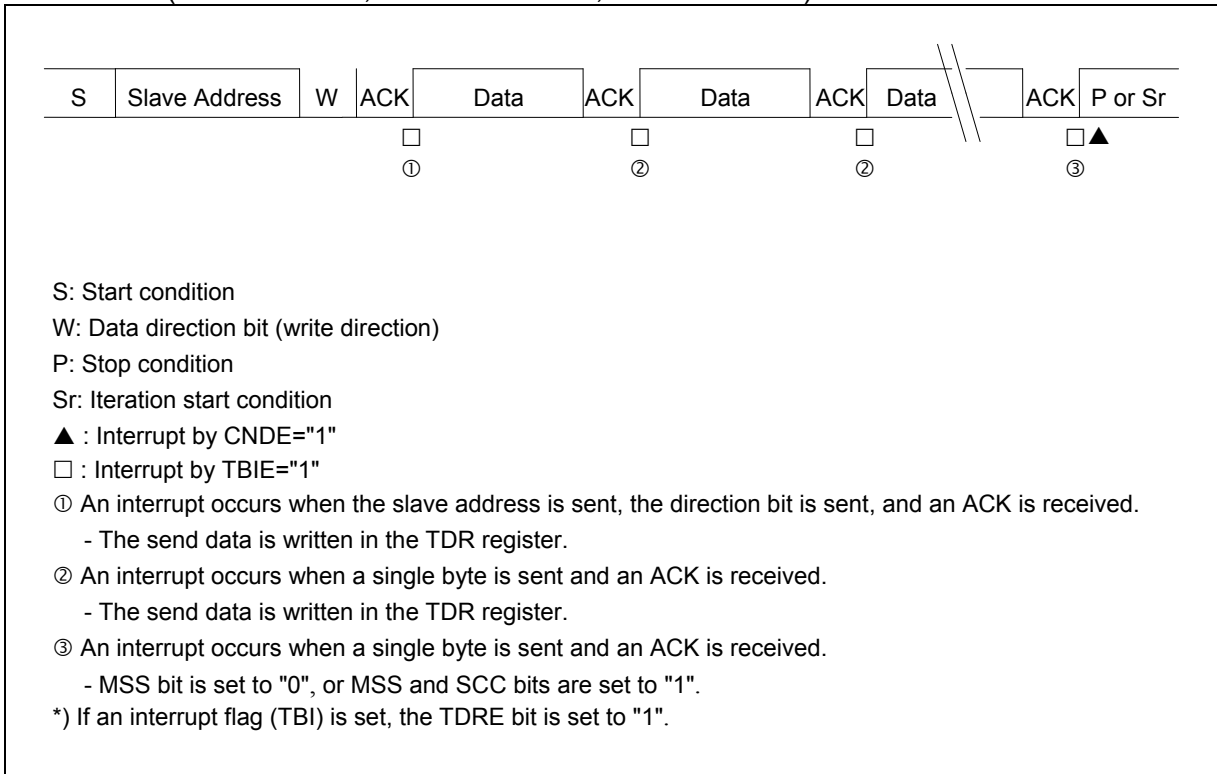 S Slave Address W ACK Data ACK Data ACK Data ACK P or Sr
□ □ □ □▲
① ② ② ③
S: Start condition
W: Data direction bit (write direction)
P: Stop condition
Sr: Iteration start condition
▲ : Interrupt by CNDE="1"
□ : Interrupt by TBIE="1"
① An interrupt occurs when the slave address is sent, the direction bit is sent, and an ACK is received.
- The send data is written in the TDR register.
② An interrupt occurs when a single byte is sent and an ACK is received.
- The send data is written in the TDR register.
③ An interrupt occurs when a single byte is sent and an ACK is received.
- MSS bit is set to "0", or MSS and SCC bits are set to "1".
*) If an interrupt flag (TBI) is set, the TDRE bit is set to "1".